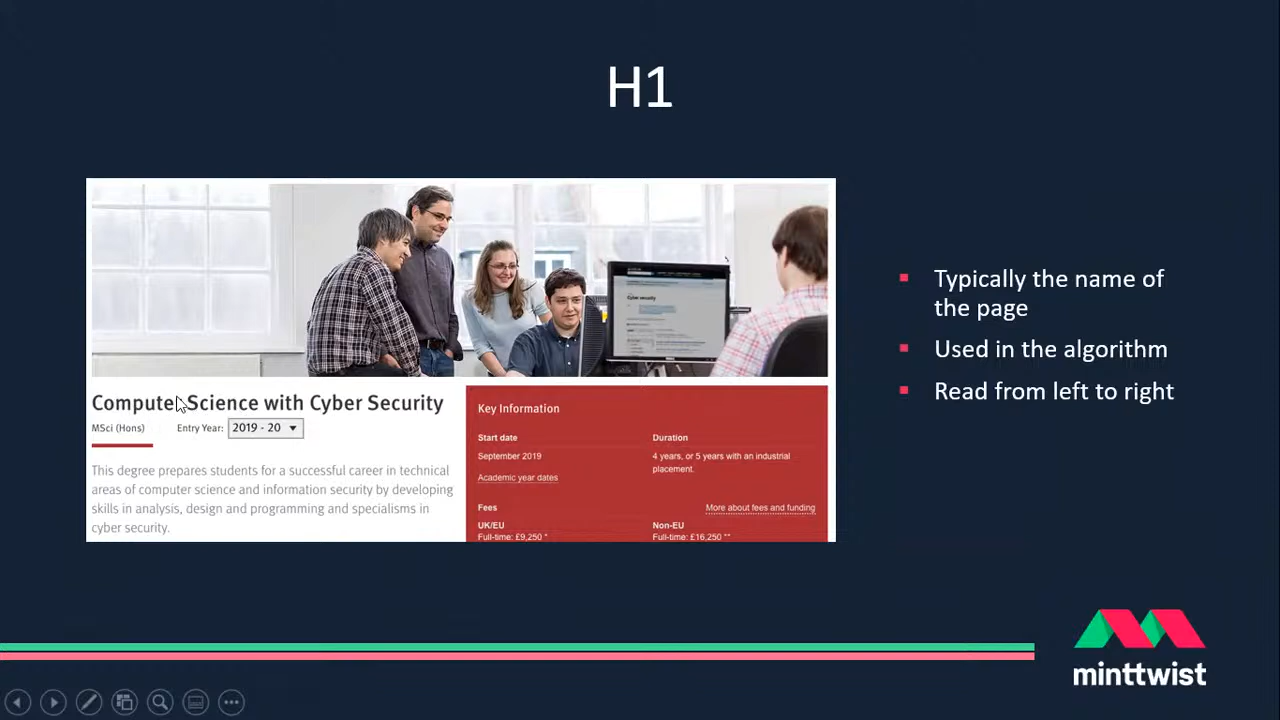 H1
Computer Science with Cyber Security
MSci (Hons)
Entry Year:
2019 - 20
This degree prepares students for a successful career in technical
areas of computer science and information security by developing
skills in analysis, design and programming and specialisms in
cyber security.
Key Information
Start date
September 2019
Academic year dates
Duration
4 years, or 5 years with an industrial
placement.
Fees
More about fees and funding
UK/EU
Full-time: £9,250 *
Non-EU
Full-time: £16,250 **
Typically the name of
the page
Used in the algorithm
Read from left to right
minttwist